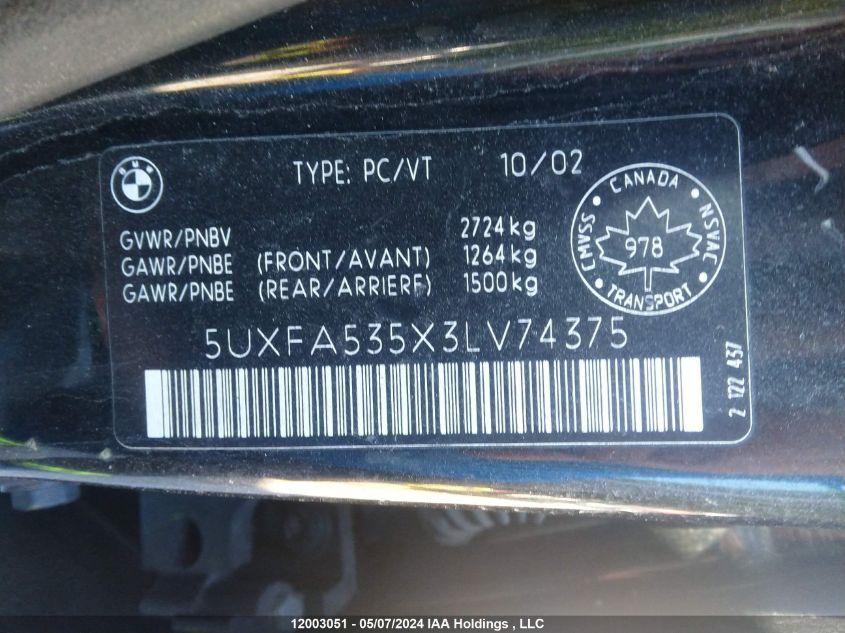 BMW
TYPE: PC/VT 10/02
GVWR/PNBV 2724kg
GAWR/PNBE (FRONT/AVANT) 1264kg
GAWR/PNBE (REAR/ARRIERE) 1500kg
CANADA
CMVSS
NSVAC
978
TRANSPORT
5UXFA535X3LV74375
2 122 437
12003051 - 05/07/2024 IAA Holdings , LLC